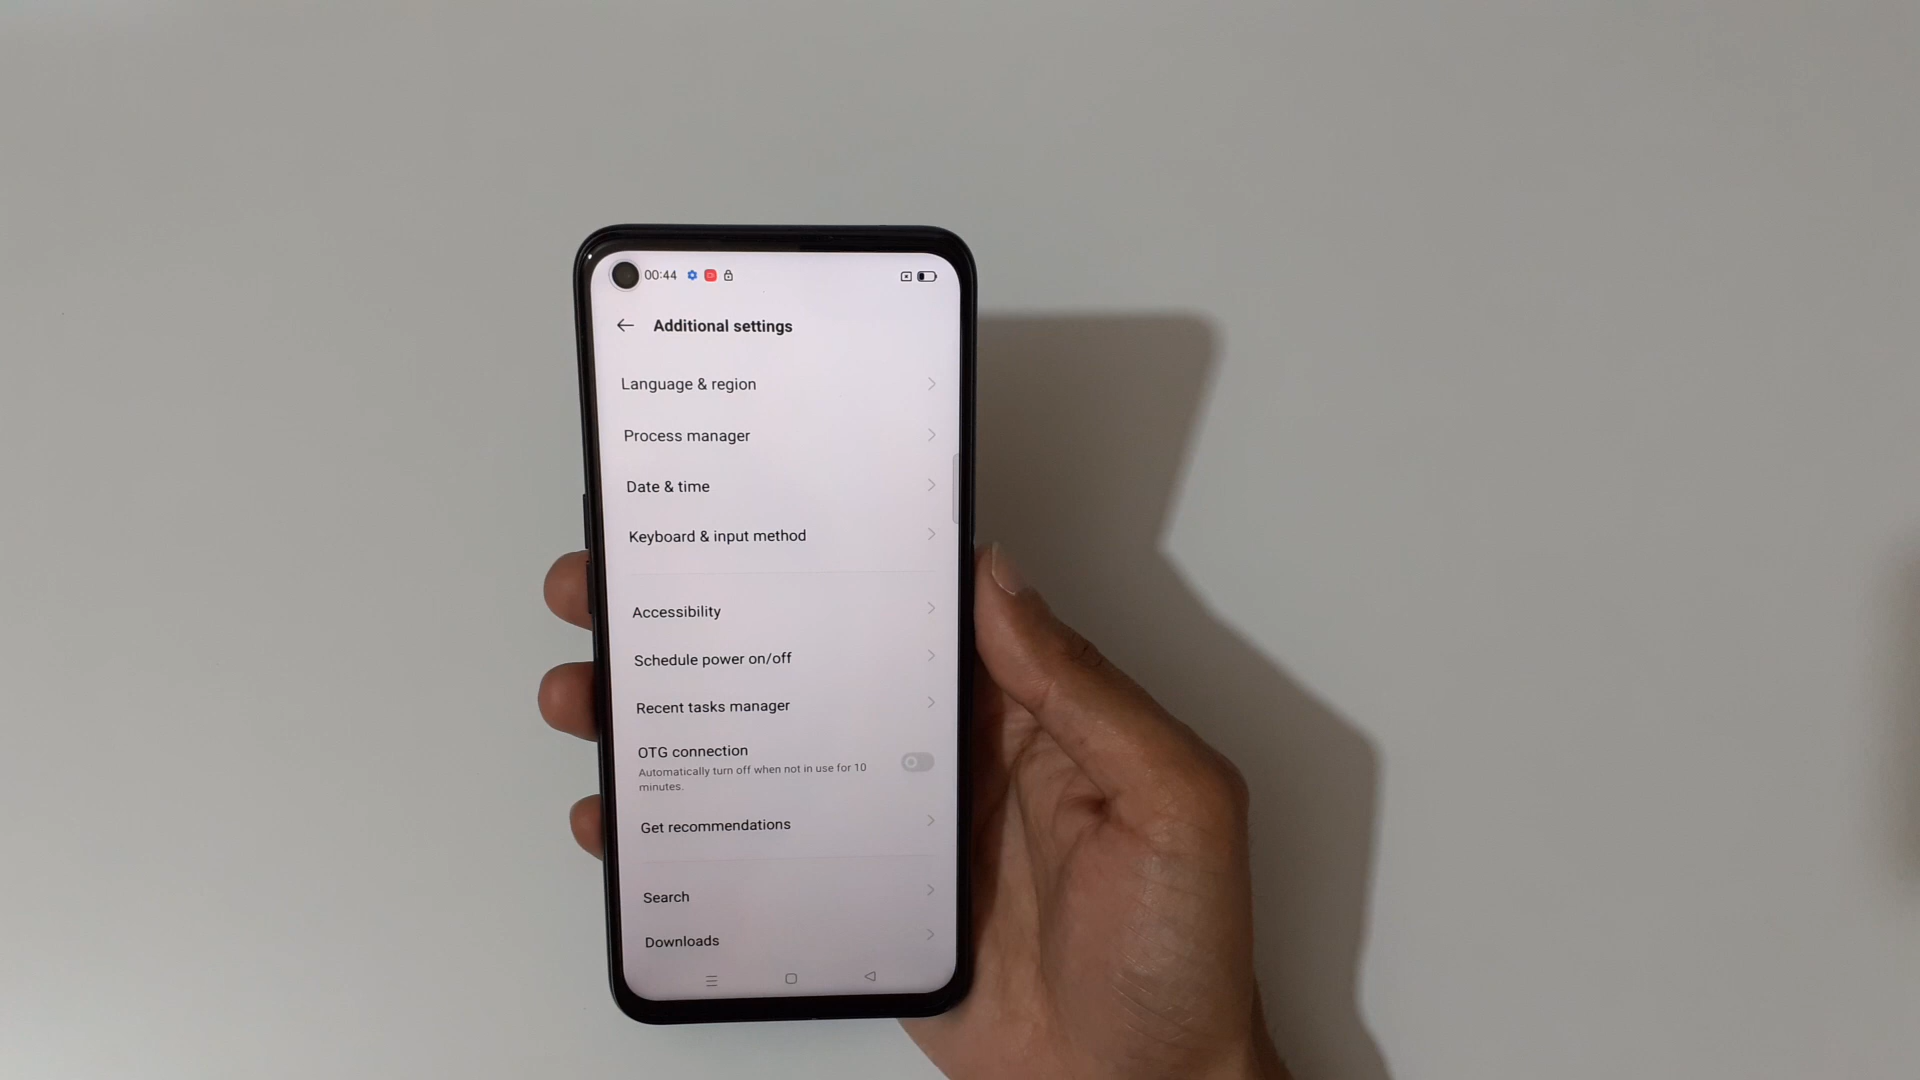 00:44
Additional settings
Language & region
Process manager
Date & time
Keyboard & input method
Accessibility
Schedule power on/off
Recent tasks manager
OTG connection
Automatically turn off when not in use for 10
minutes.
Get recommendations
Search
Downloads